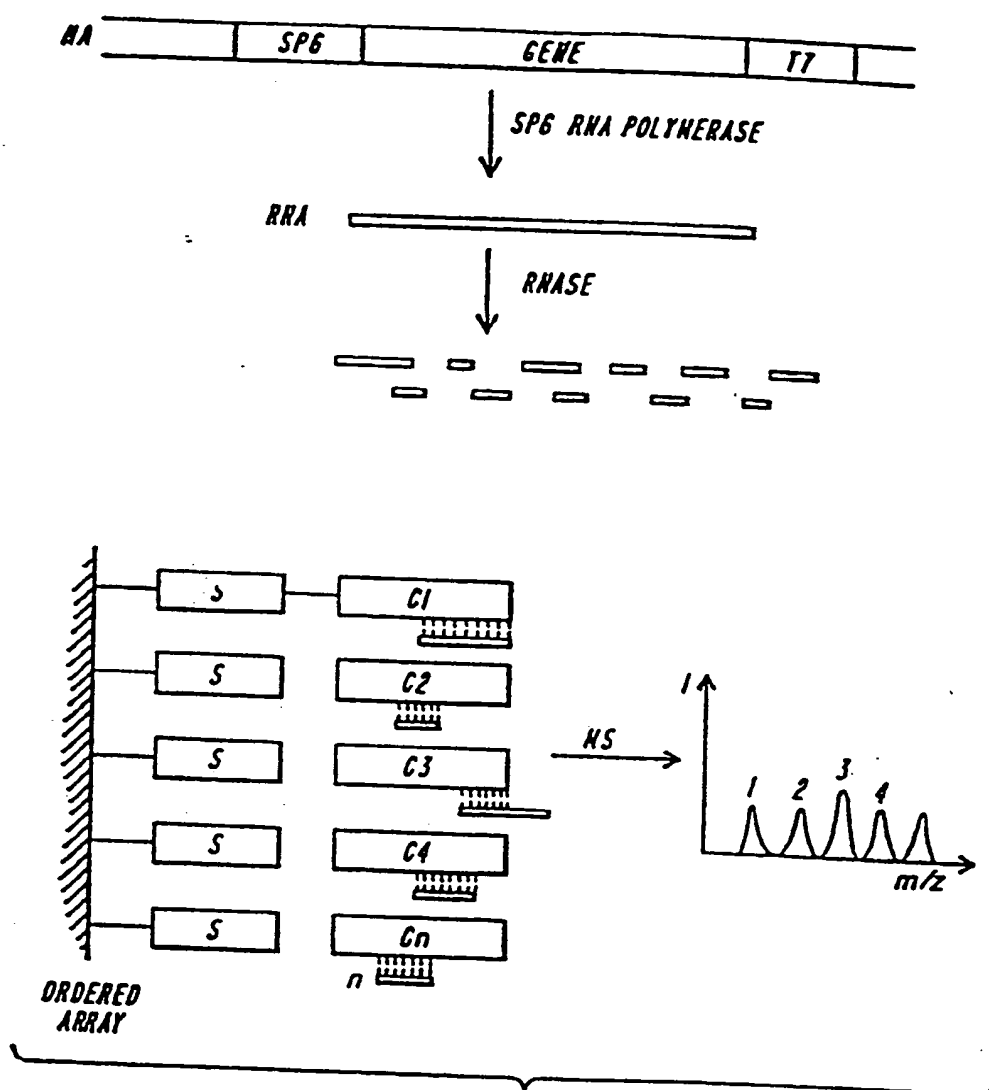 NA SP6 GENE T7
SP6 RNA POLYMERASE
RNA
RNASE
S C1
S C2
S C3
S C4
S Cn
n
MS
I
1 2 3 4
m/z
ORDERED
ARRAY